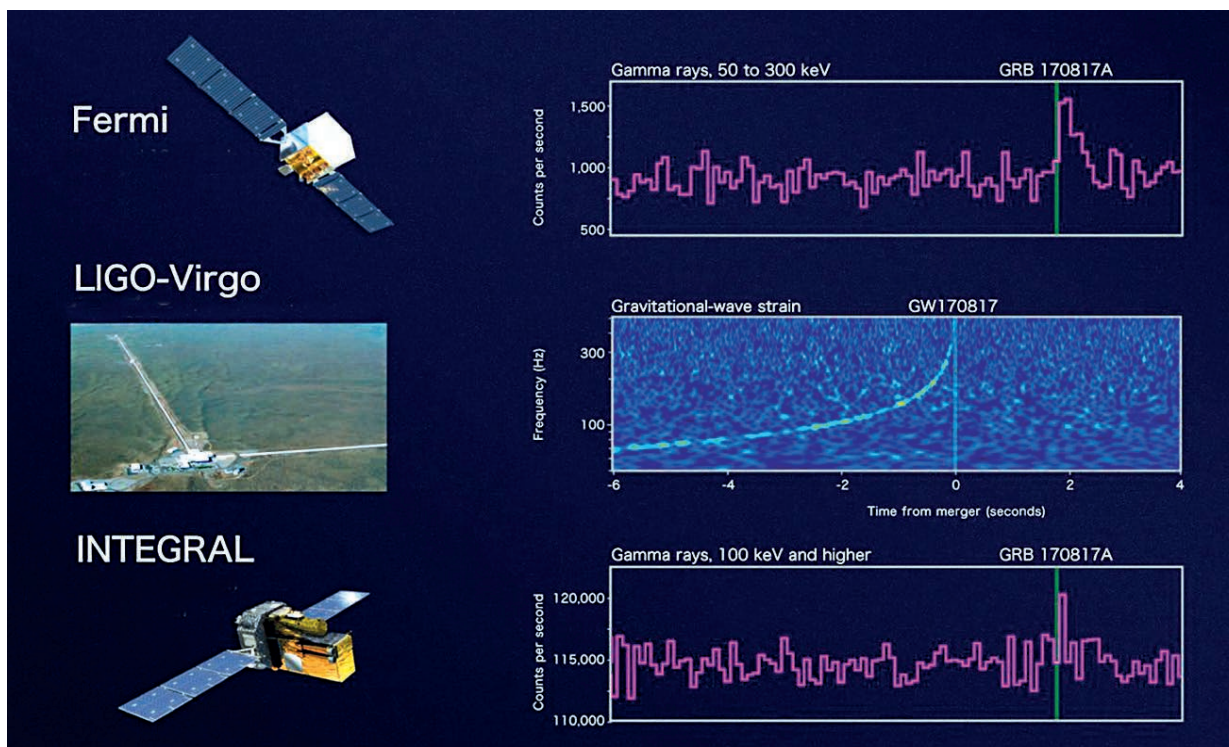 Fermi
Gamma rays, 50 to 300 keV
GRB 170817A
Counts per second
1,500
1,000
500
LIGO-Virgo
Gravitational-wave strain
GW170817
Frequency (Hz)
300
100
-6
-4
-2
0
2
4
Time from merger (seconds)
INTEGRAL
Gamma rays, 100 keV and higher
GRB 170817A
Counts per second
120,000
115,000
110,000